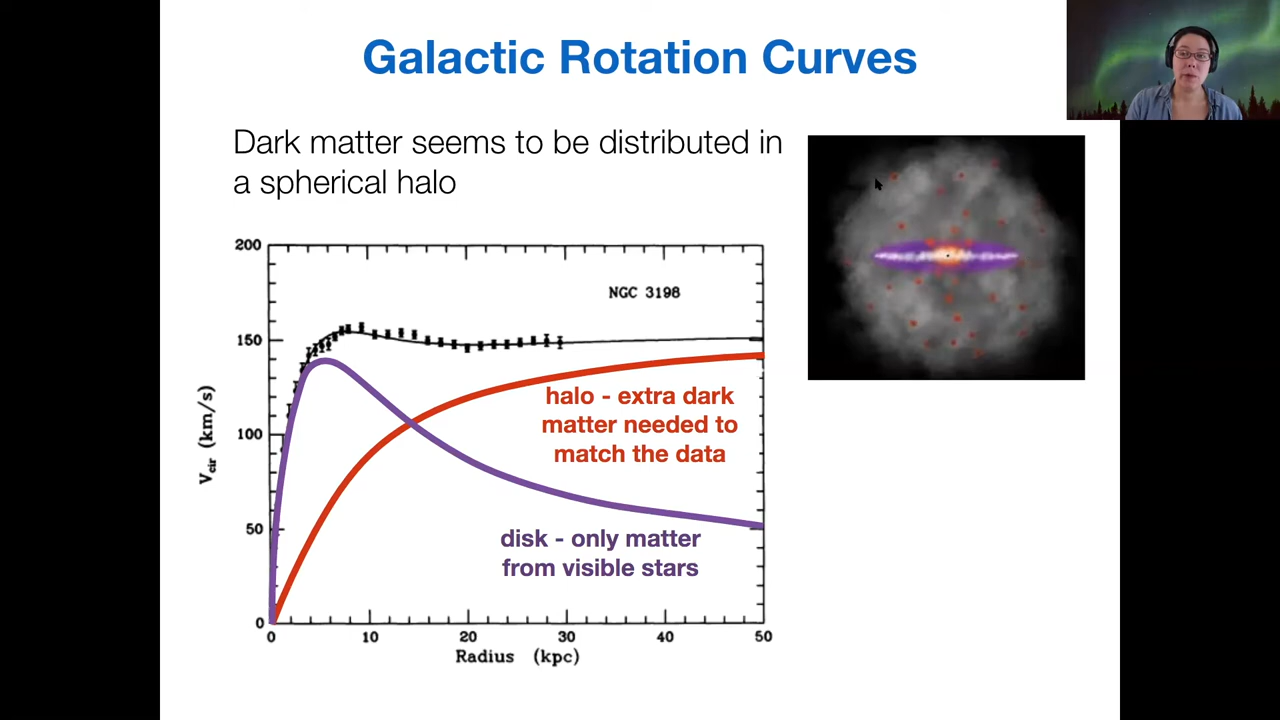 Galactic Rotation Curves
Dark matter seems to be distributed in
a spherical halo
200
150
100
50
0
V_cir (km/s)
NGC 3198
halo - extra dark
matter needed to
match the data
disk - only matter
from visible stars
0 10 20 30 40 50
Radius (kpc)